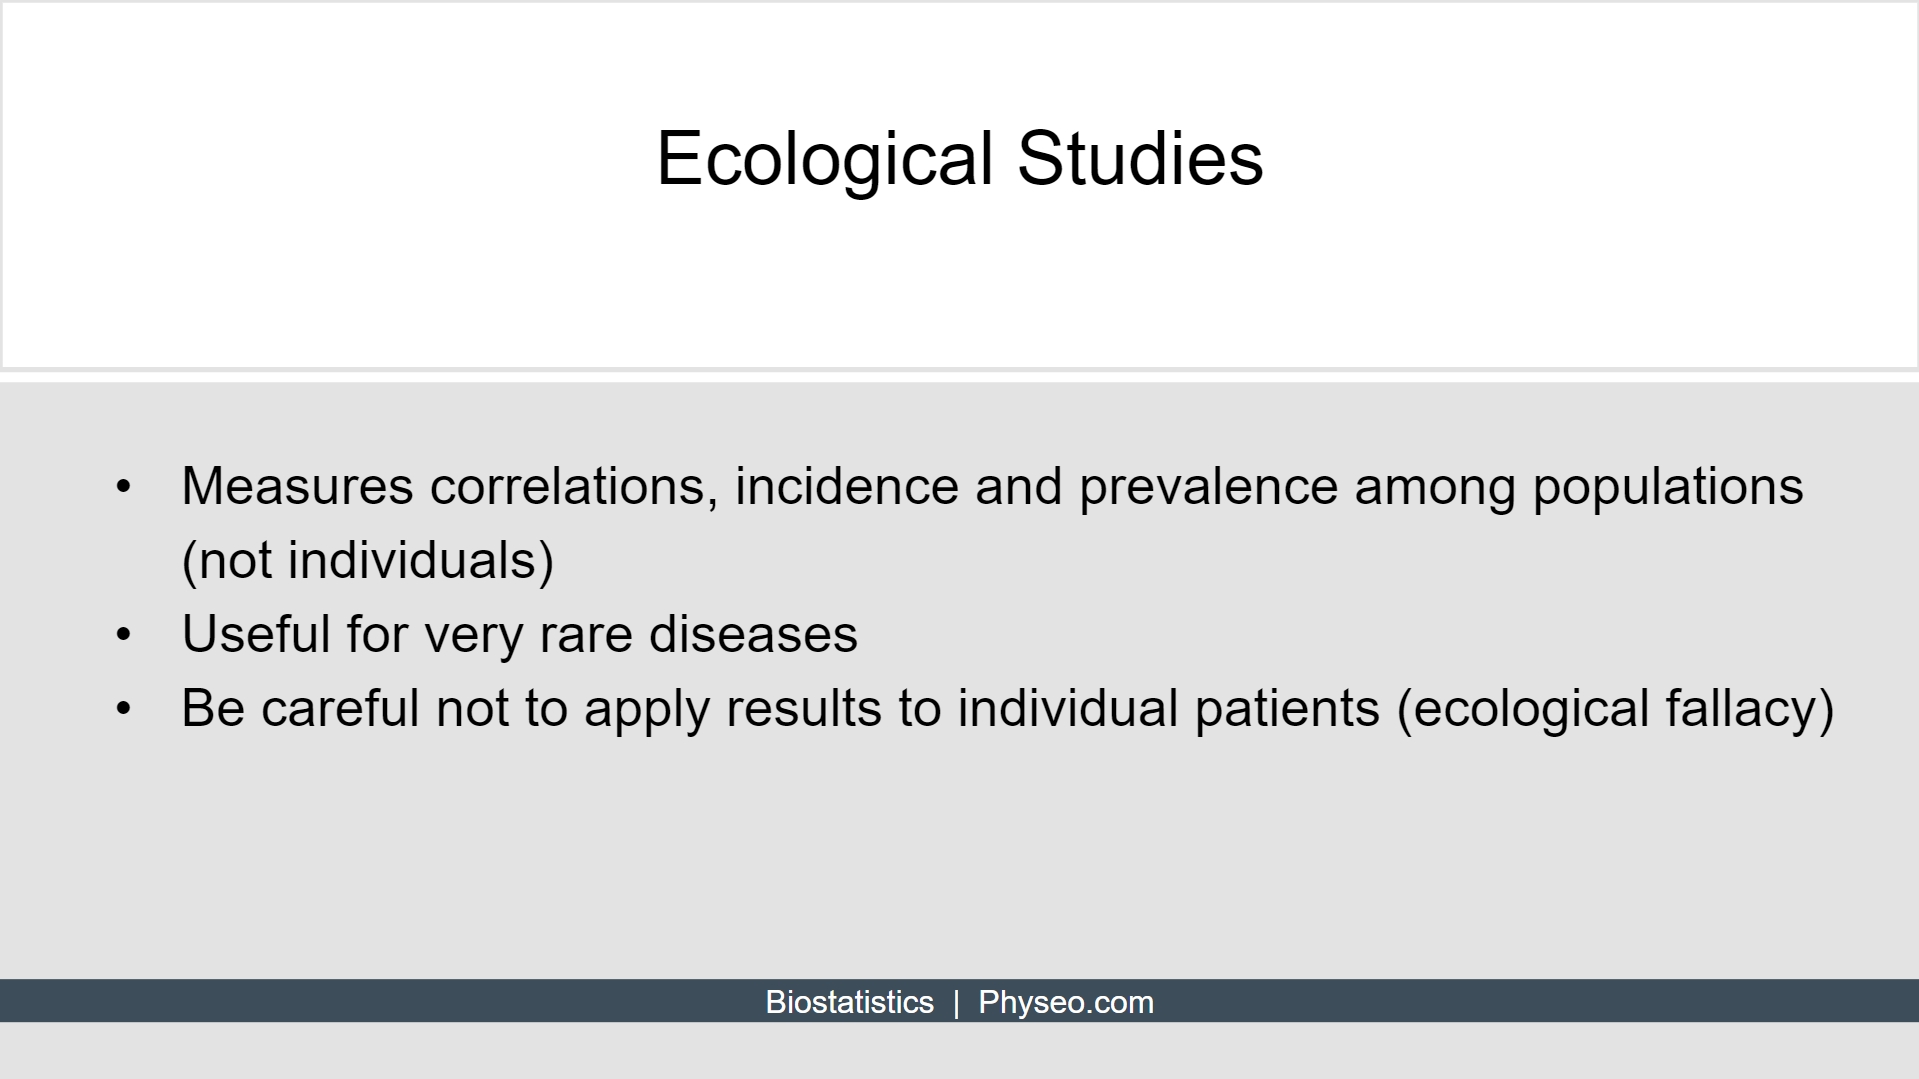 Ecological Studies
• Measures correlations, incidence and prevalence among populations
(not individuals)
• Useful for very rare diseases
• Be careful not to apply results to individual patients (ecological fallacy)
Biostatistics | Physeo.com